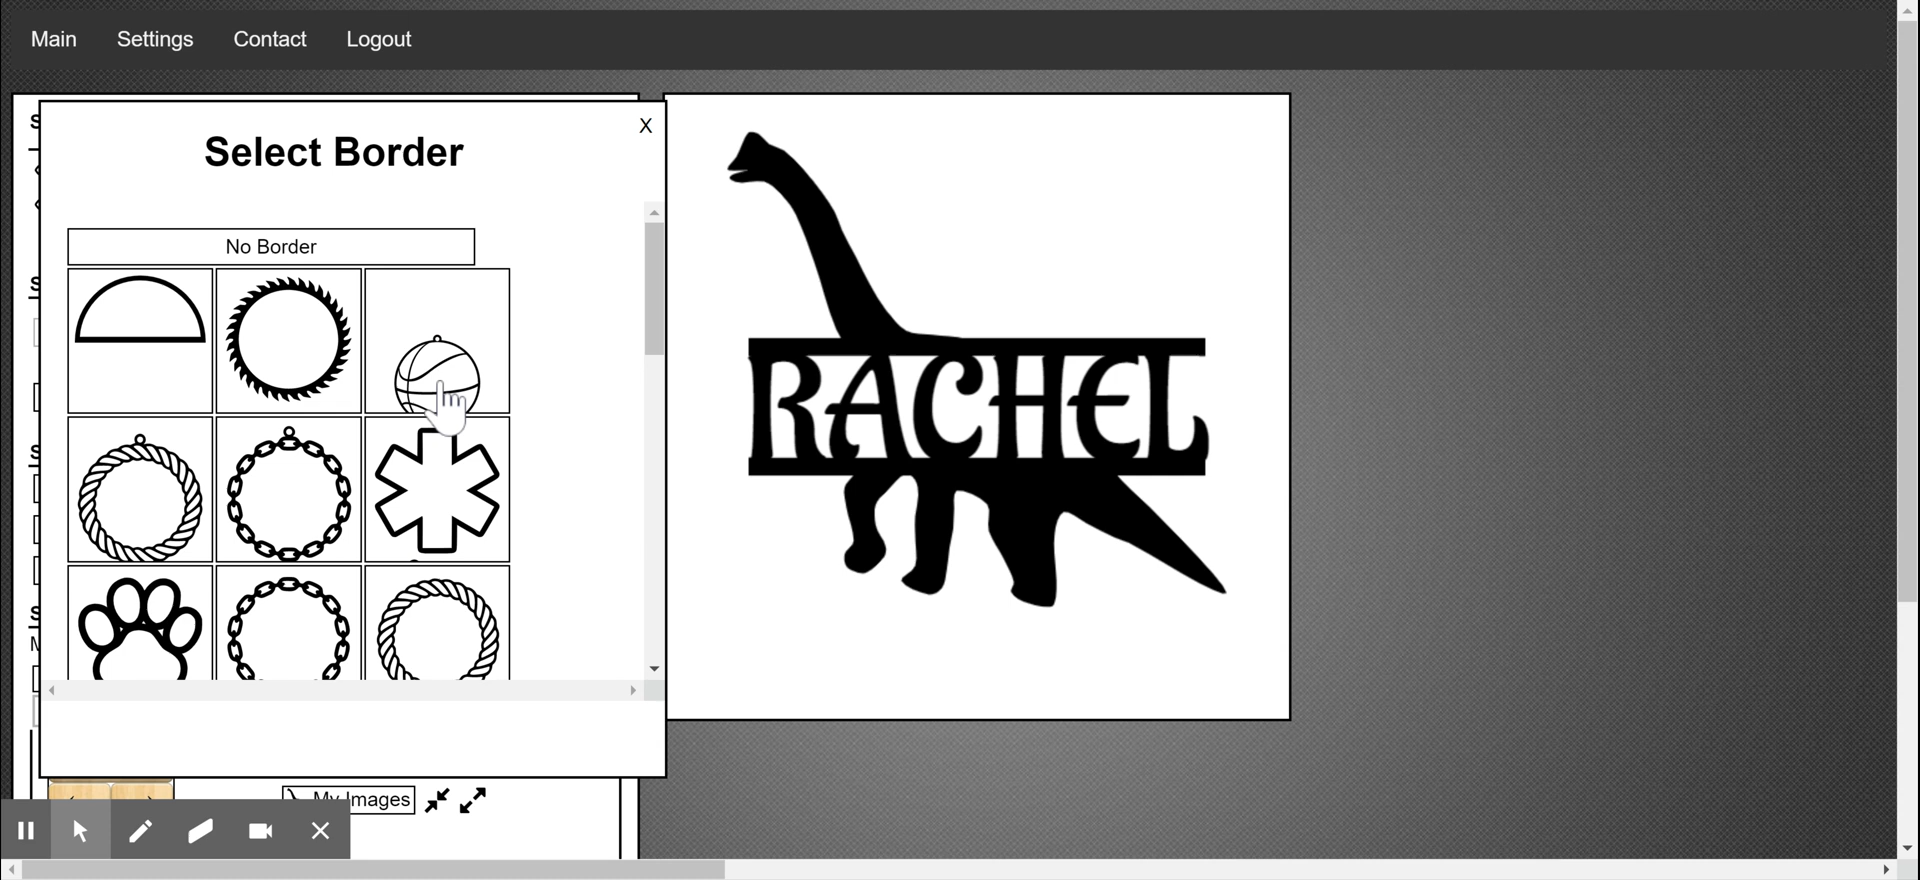 Main Settings Contact Logout
X
Select Border
No Border
RACHEL
My Images